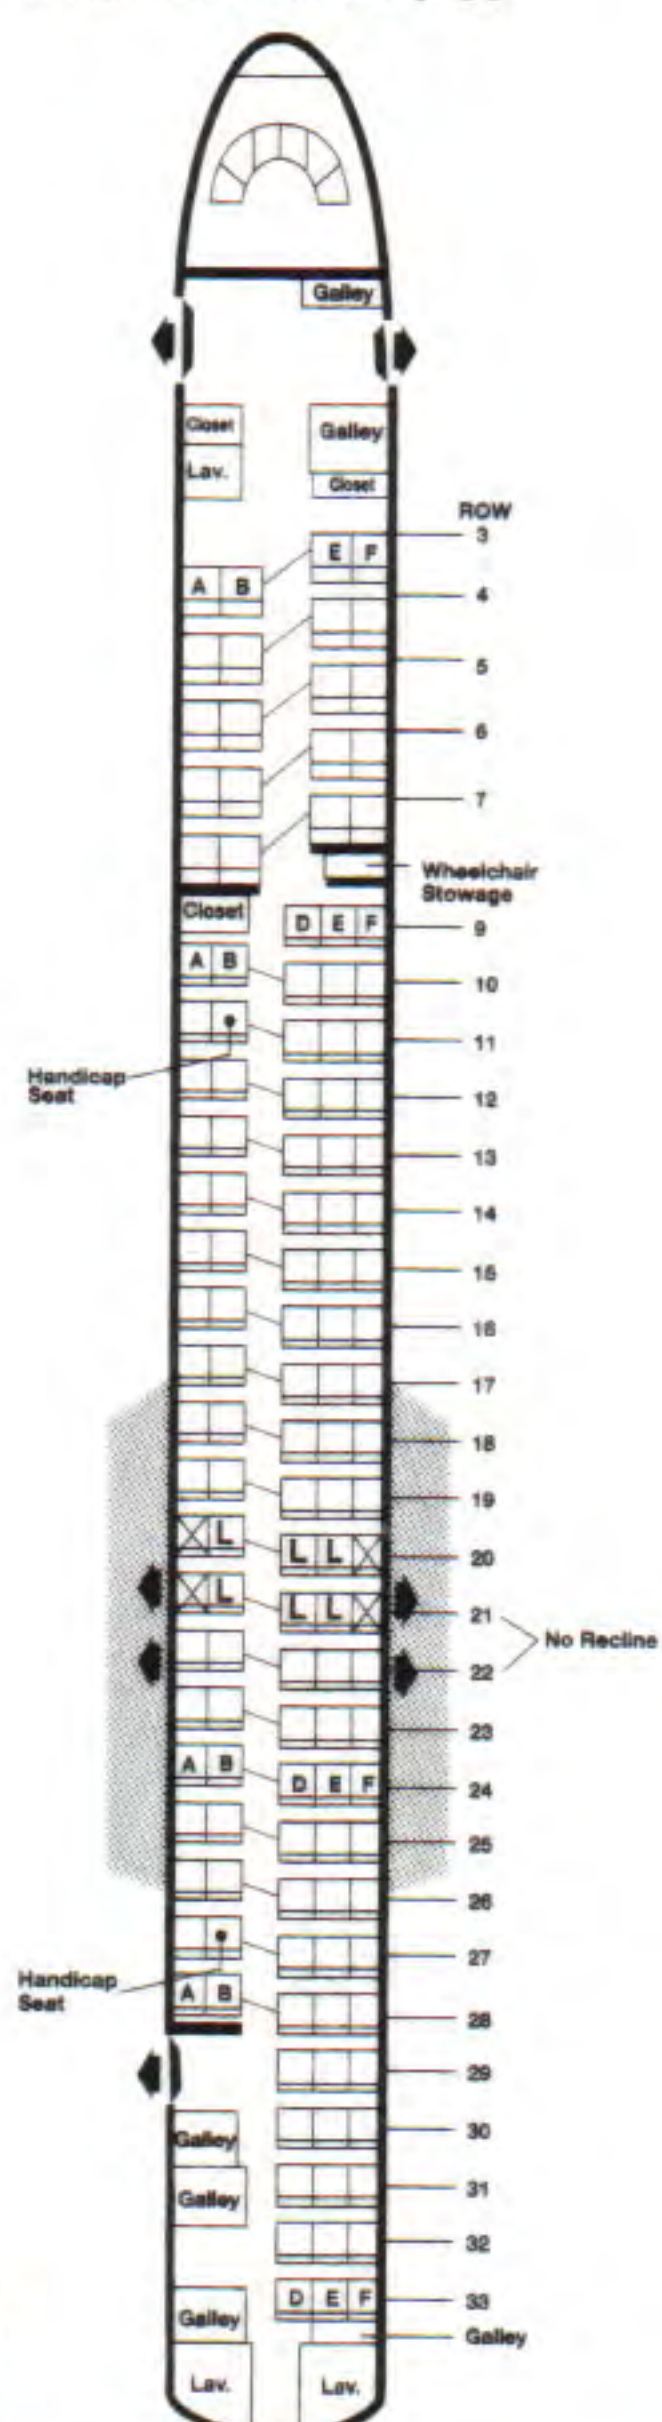 Galley
Closet
Galley
Lav.
Closet
ROW
3
E F
A B
4
5
6
7
Wheelchair
Stowage
Closet
D E F
9
A B
10
11
Handicap
Seat
12
13
14
15
16
17
18
19
L
L L
20
L
L L
21
No Recline
22
23
A B
D E F
24
25
26
27
Handicap
Seat
A B
28
29
Galley
30
Galley
31
32
D E F
33
Galley
Galley
Lav.
Lav.